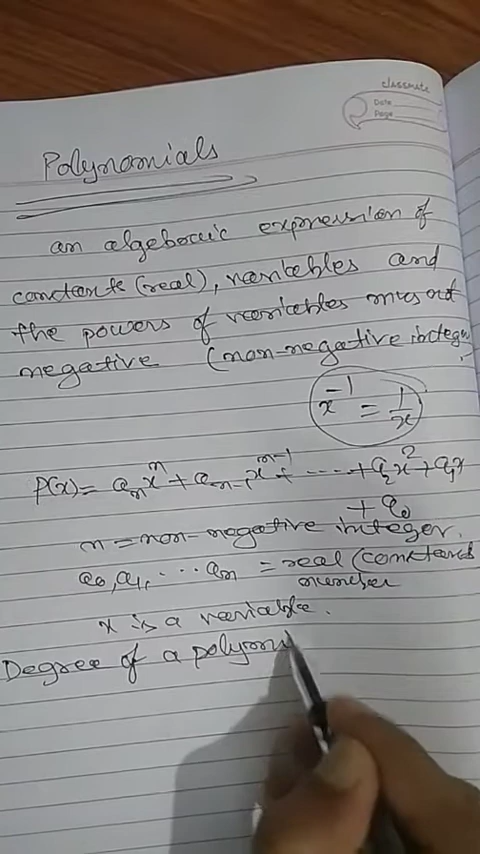 classmate
Date
Page
Polynomials
an algebraic expression of
constants (real), variables and
the powers of variables must not
negative (non-negative integer
x^-1 = 1/x
P(x) = a_n x^n + a_n-1 x^n-1 + ... + a_2 x^2 + a_1 x
+ a_0
n = non-negative integer.
a_0, a_1, ... a_n = real (constants
number
x is a variable.
Degree of a polynomi